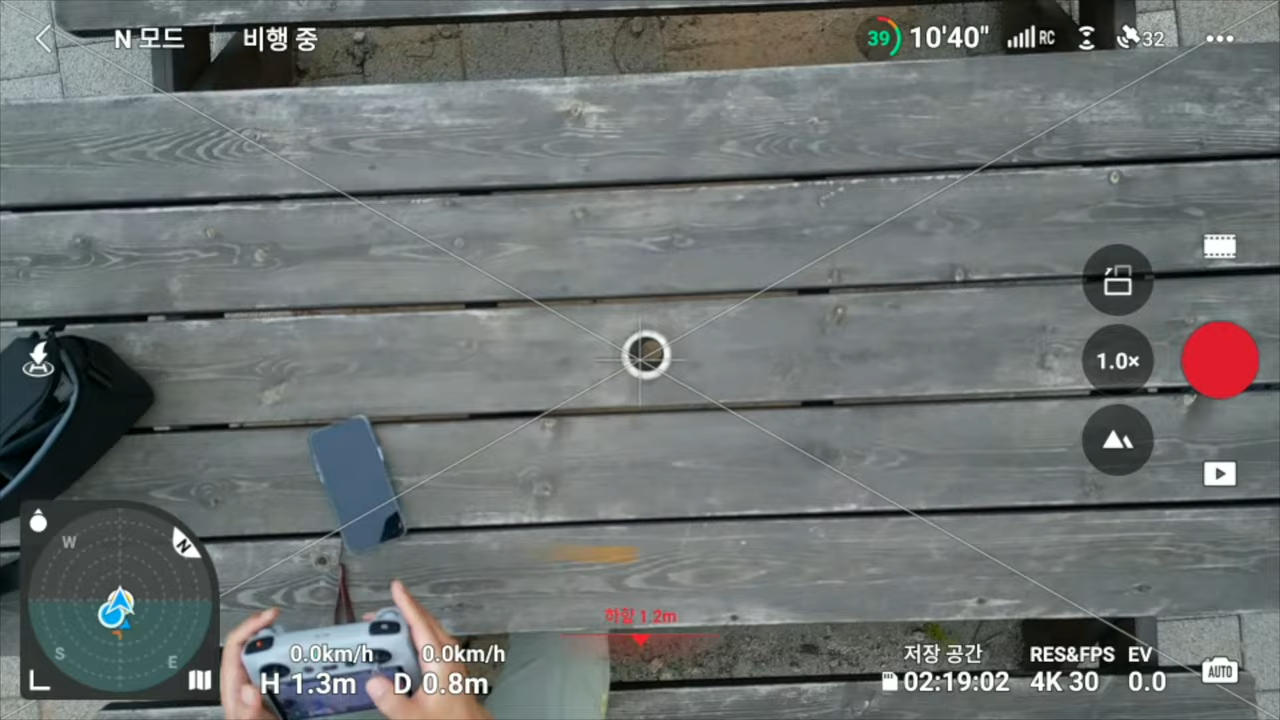 N 모드 비행 중 39 10'40" RC 32
1.0×
W N
S E
하향 1.2m
0.0km/h 0.0km/h
H 1.3m D 0.8m
저장 공간 RES&FPS EV
02:19:02 4K 30 0.0
AUTO